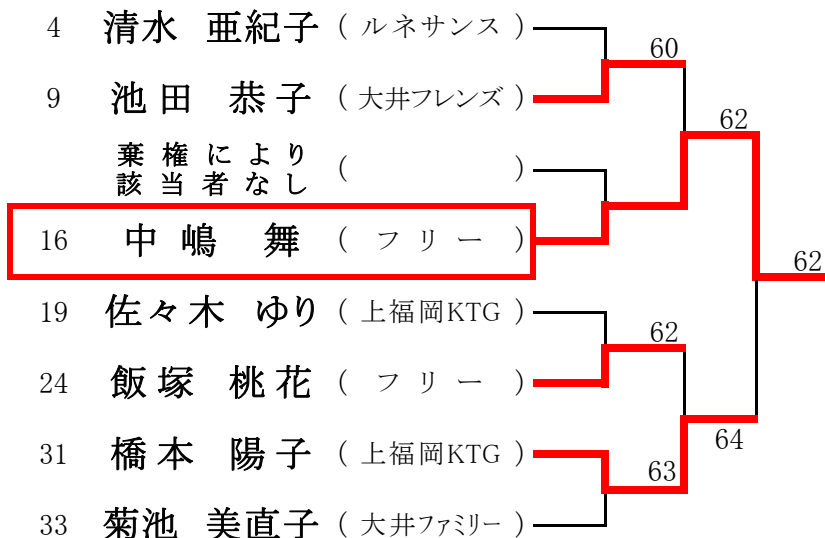 4 清水 亜紀子 ( ルネサンス )
60
9 池田 恭子 ( 大井フレンズ )
62
棄権により
該当者なし ( )
16 中嶋 舞 ( フリー )
62
19 佐々木 ゆり ( 上福岡KTG )
62
24 飯塚 桃花 ( フリー )
64
31 橋本 陽子 ( 上福岡KTG )
63
33 菊池 美直子 ( 大井ファミリー )